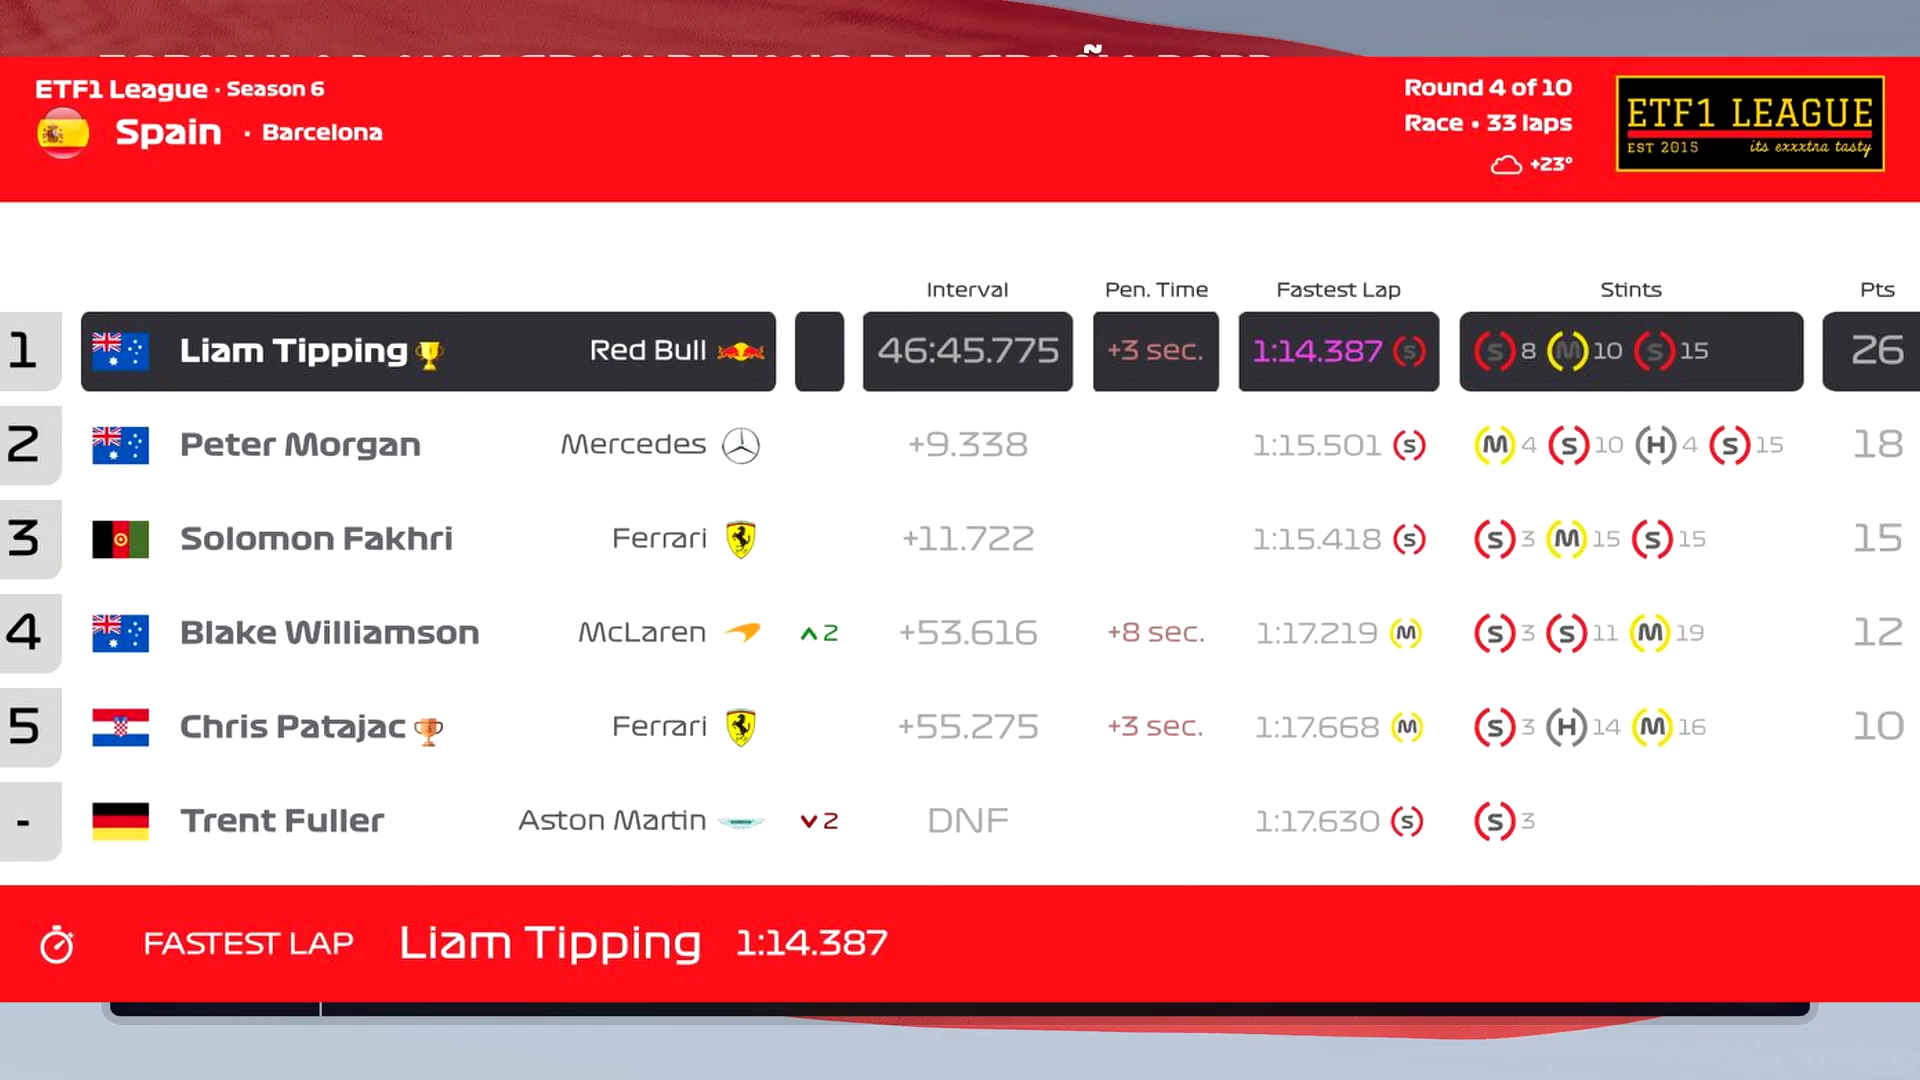 ETF1 League · Season 6
Spain · Barcelona
Round 4 of 10
Race • 33 laps
+23°
ETF1 LEAGUE
EST 2015 its exxxtra tasty
Interval Pen. Time Fastest Lap Stints Pts
1 Liam Tipping Red Bull 46:45.775 +3 sec. 1:14.387 S S 8 M 10 S 15 26
2 Peter Morgan Mercedes +9.338 1:15.501 S M 4 S 10 H 4 S 15 18
3 Solomon Fakhri Ferrari +11.722 1:15.418 S S 3 M 15 S 15 15
4 Blake Williamson McLaren 2 +53.616 +8 sec. 1:17.219 M S 3 S 11 M 19 12
5 Chris Patajac Ferrari +55.275 +3 sec. 1:17.668 M S 3 H 14 M 16 10
- Trent Fuller Aston Martin 2 DNF 1:17.630 S S 3
FASTEST LAP Liam Tipping 1:14.387